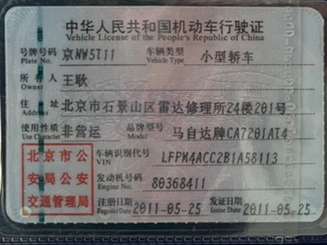 中华人民共和国机动车行驶证
Vehicle License of the People's Republic of China
号牌号码 京NW5T11 车辆类型 小型轿车
Plate No. Vehicle Type
所有人 王耿
Owner
住址 北京市石景山区雷达修理所24楼201号
Address
使用性质 非营运 品牌型号 马自达牌CA7201AT4
Use Character Model
北京市公
安局公安
交通管理局
车辆识别代号 LFPM4ACC2B1A58113
VIN
发动机号码 80368411
Engine No.
注册日期 2011-05-25 发证日期 2011-05-25
Register Date Issue Date